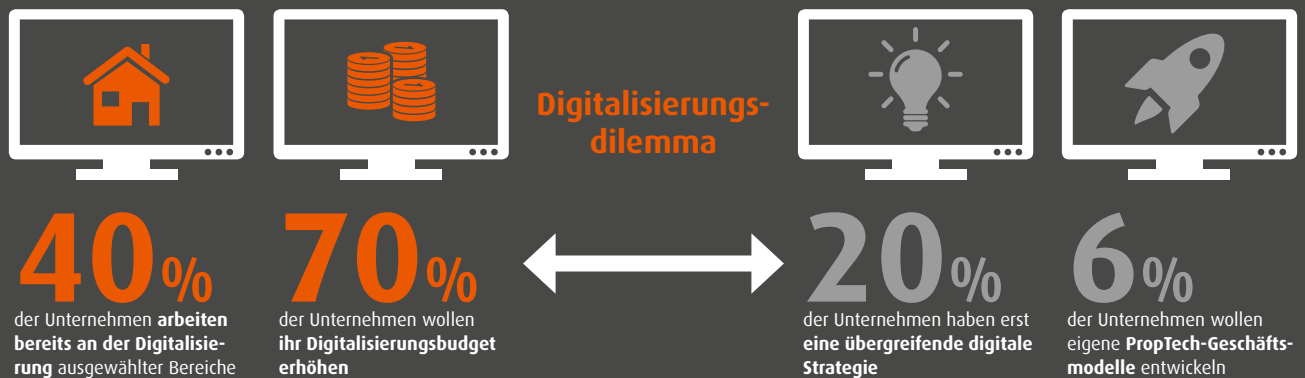 Digitalisierungs-
dilemma
40%
der Unternehmen arbeiten
bereits an der Digitalisie-
rung ausgewählter Bereiche
70%
der Unternehmen wollen
ihr Digitalisierungsbudget
erhöhen
20%
der Unternehmen haben erst
eine übergreifende digitale
Strategie
6%
der Unternehmen wollen
eigene PropTech-Geschäfts-
modelle entwickeln